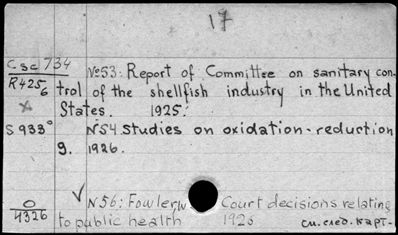 17
Csc 734
R425 6
№53: Report of Committee on sanitary con-
trol of the shellfish industry in the United
States. 1925.
S 933°
№54 Studies on oxidation-reduction
9. 1926.
О
4326
√ №56: Fowler, W Court decisions relating
to public health 1926
см. след. карт-